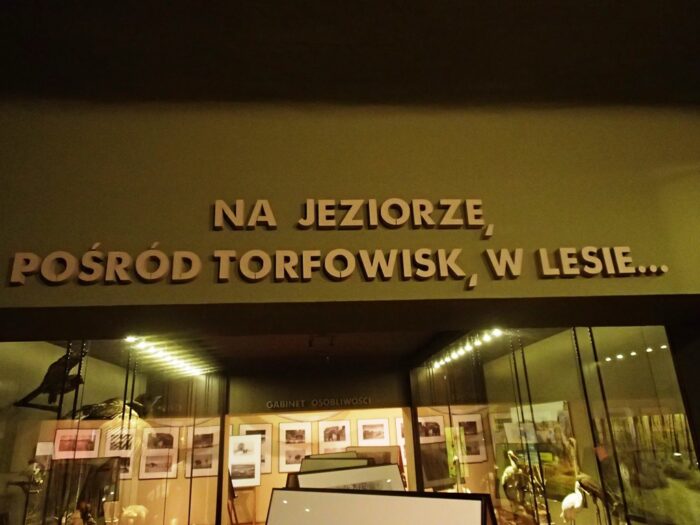 NA JEZIORZE,
POŚRÓD TORFOWISK, W LESIE...
GABINET OSOBLIWOŚCI